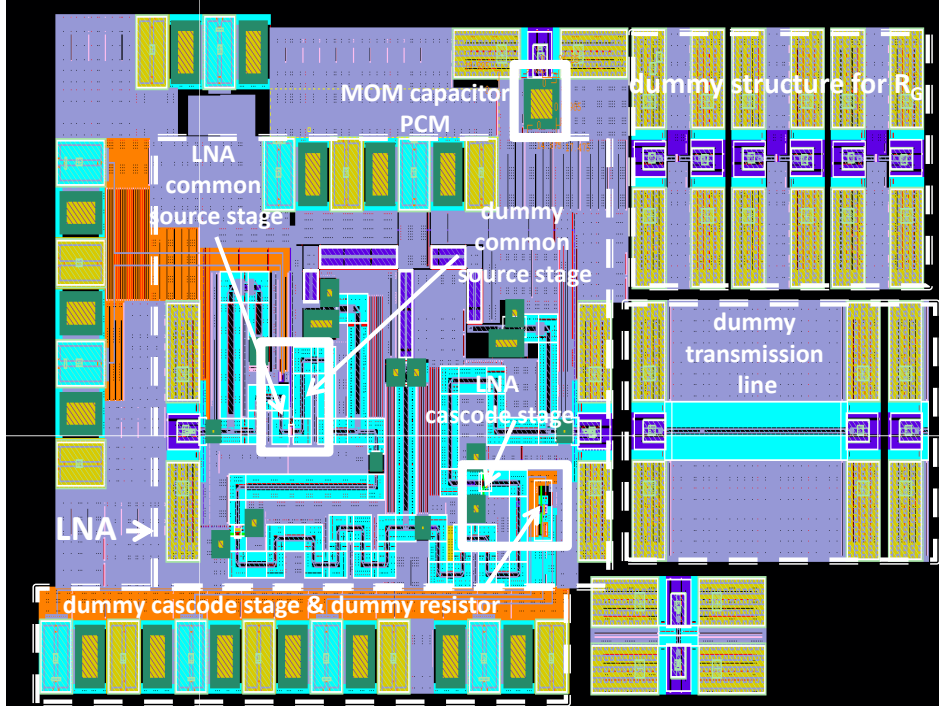 MOM capacitor
PCM
dummy structure for R_G
LNA
common
source stage
dummy
common
source stage
dummy
transmission
line
LNA
cascode stage
LNA
dummy cascode stage & dummy resistor